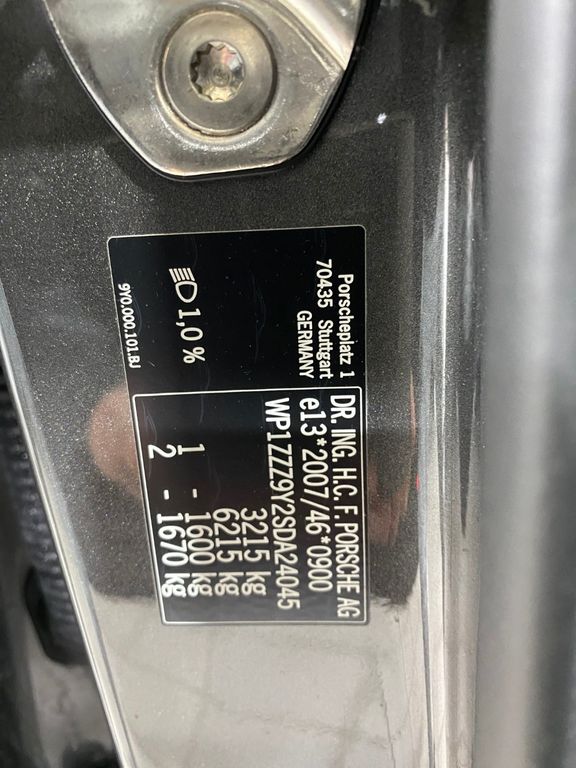 Porscheplatz 1
70435 Stuttgart
GERMANY
1,0 %
9Y0.000.101.BJ
DR. ING. H.C. F. PORSCHE AG
e13*2007/46*0900
WP1ZZZ9Y2SDA24045
3215 kg
6215 kg
1 - 1600 kg
2 - 1670 kg